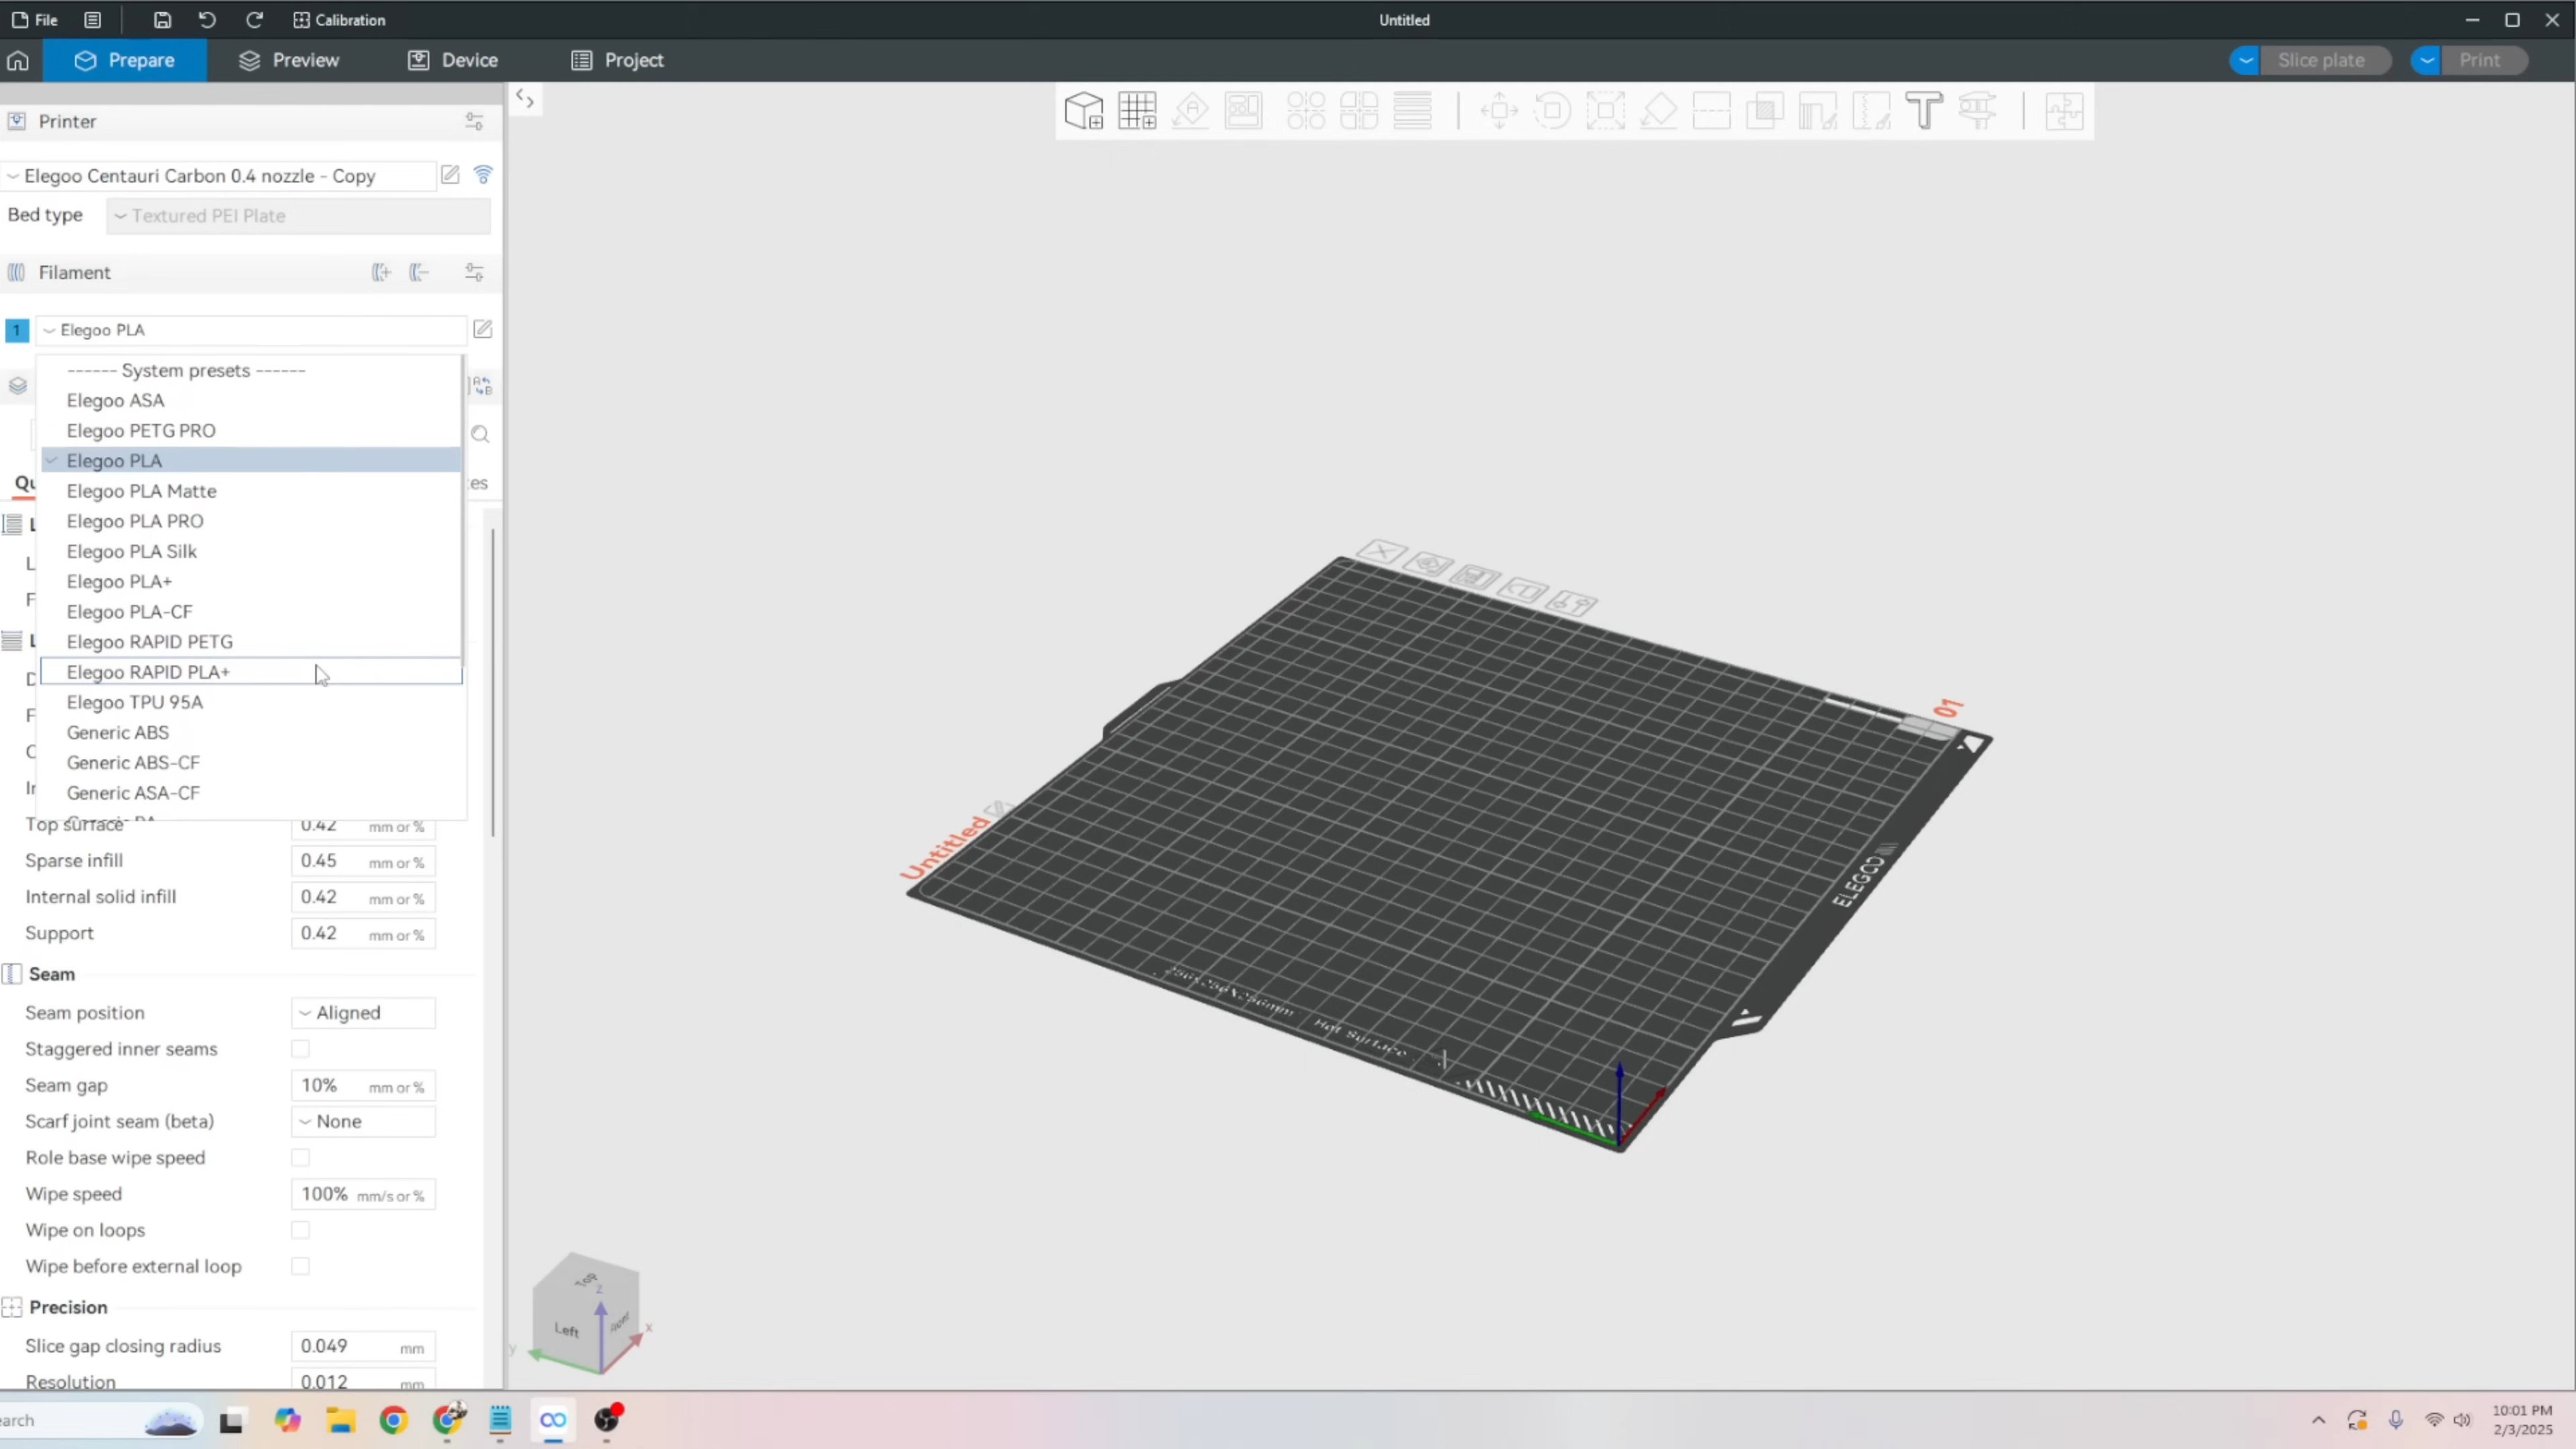 File
Calibration
Untitled
Prepare
Preview
Device
Project
Slice plate
Print
Printer
Elegoo Centauri Carbon 0.4 nozzle - Copy
Bed type
Textured PEI Plate
Filament
1
Elegoo PLA
------ System presets ------
Elegoo ASA
Elegoo PETG PRO
Elegoo PLA
Elegoo PLA Matte
Elegoo PLA PRO
Elegoo PLA Silk
Elegoo PLA+
Elegoo PLA-CF
Elegoo RAPID PETG
Elegoo RAPID PLA+
Elegoo TPU 95A
Generic ABS
Generic ABS-CF
Generic ASA-CF
Top surface 0.42 mm or %
Sparse infill 0.45 mm or %
Internal solid infill 0.42 mm or %
Support 0.42 mm or %
Seam
Seam position Aligned
Staggered inner seams
Seam gap 10% mm or %
Scarf joint seam (beta) None
Role base wipe speed
Wipe speed 100% mm/s or %
Wipe on loops
Wipe before external loop
Precision
Slice gap closing radius 0.049 mm
Resolution 0.012 mm
Untitled
01
ELEGOO
Hot Surface
Top
Left
Front
z
x
y
10:01 PM
2/3/2025